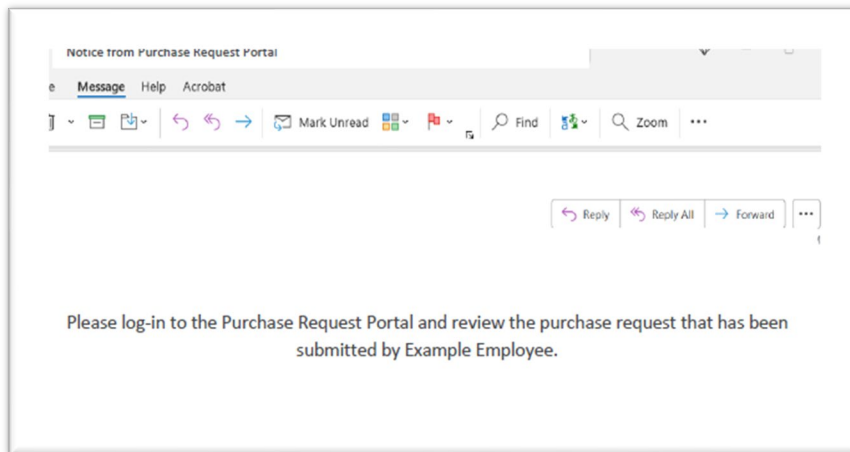 Notice from Purchase Request Portal
e Message Help Acrobat
Mark Unread Find Zoom
Reply Reply All Forward
Please log-in to the Purchase Request Portal and review the purchase request that has been
submitted by Example Employee.